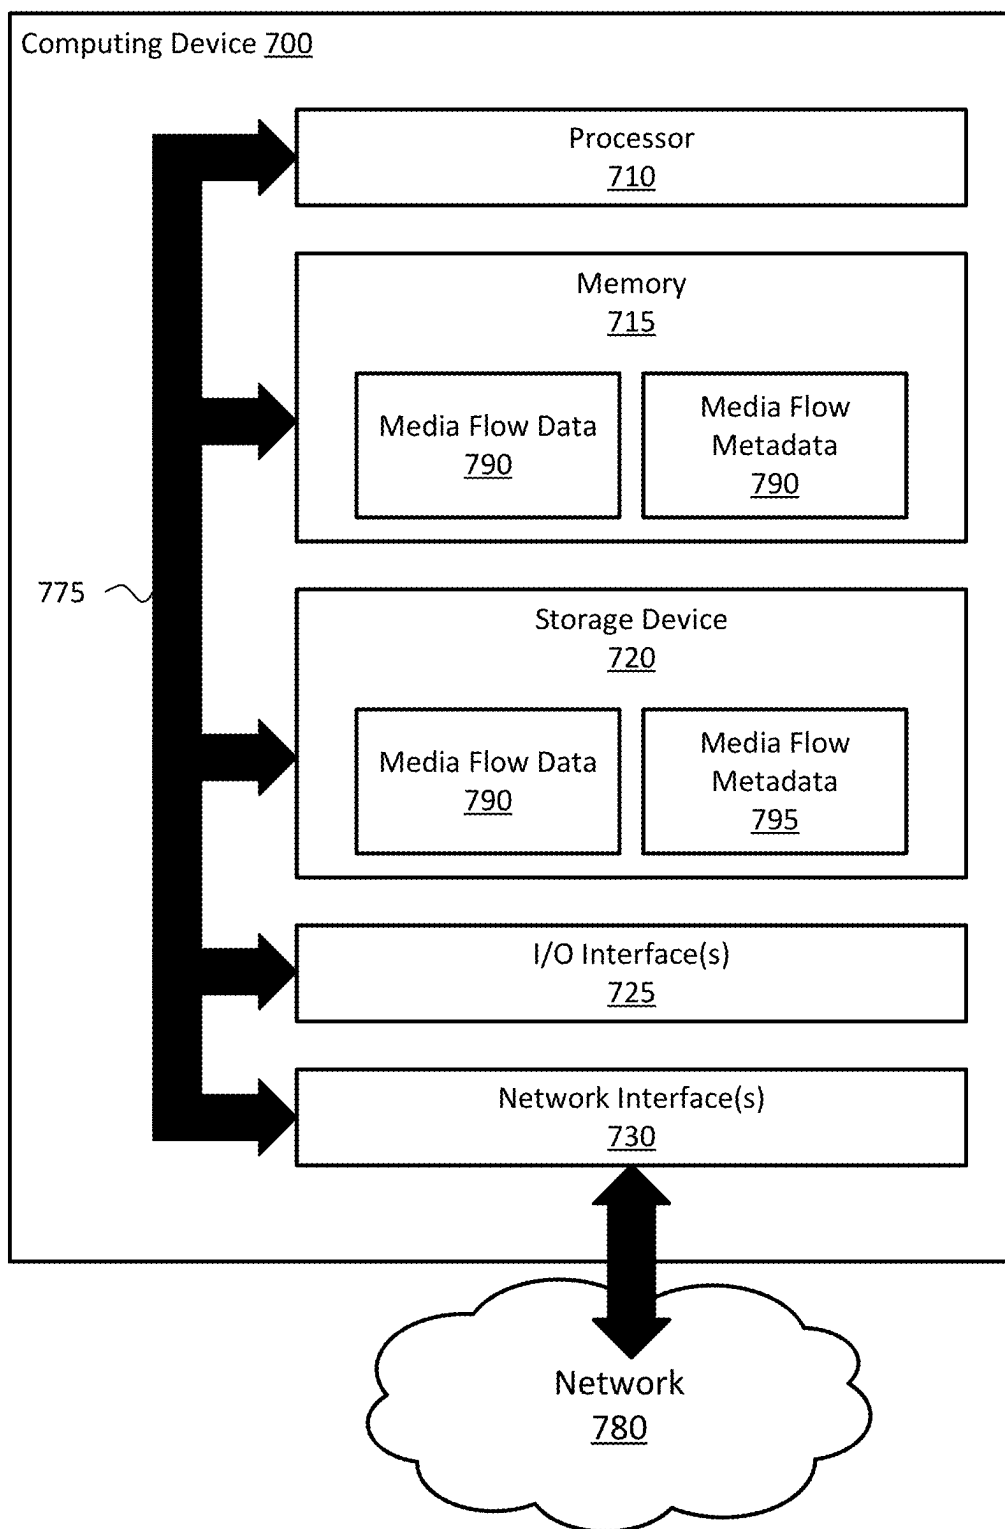 Computing Device 700
Processor
710
Memory
715
Media Flow Data
790
Media Flow
Metadata
790
775
Storage Device
720
Media Flow Data
790
Media Flow
Metadata
795
I/O Interface(s)
725
Network Interface(s)
730
Network
780